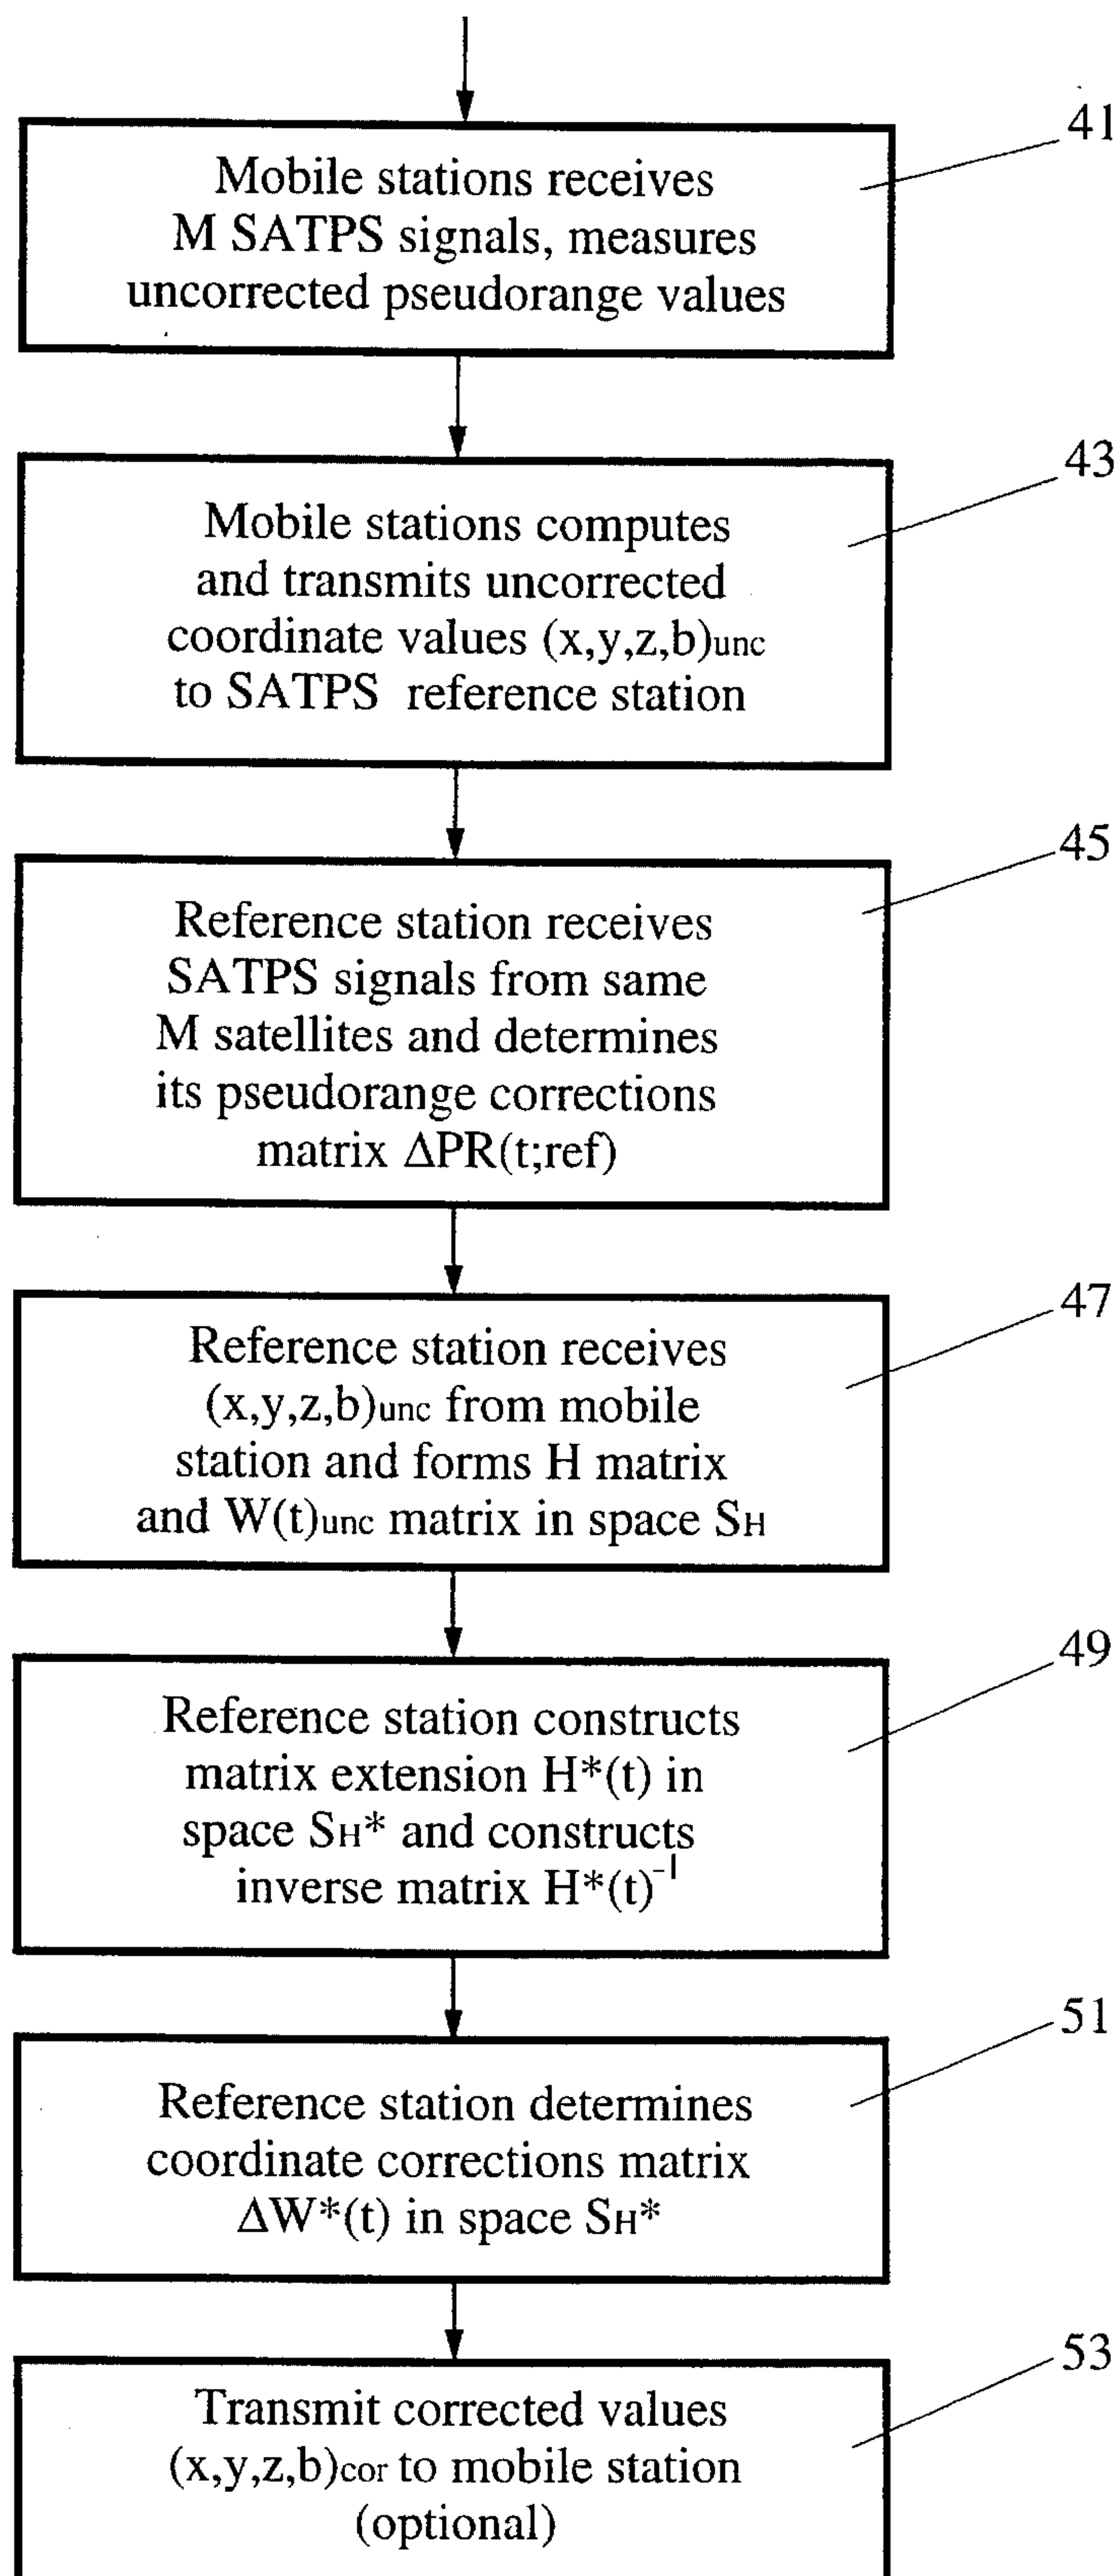 41
Mobile stations receives
M SATPS signals, measures
uncorrected pseudorange values
43
Mobile stations computes
and transmits uncorrected
coordinate values (x,y,z,b)unc
to SATPS reference station
45
Reference station receives
SATPS signals from same
M satellites and determines
its pseudorange corrections
matrix ΔPR(t;ref)
47
Reference station receives
(x,y,z,b)unc from mobile
station and forms H matrix
and W(t)unc matrix in space SH
49
Reference station constructs
matrix extension H*(t) in
space SH* and constructs
inverse matrix H*(t)⁻¹
51
Reference station determines
coordinate corrections matrix
ΔW*(t) in space SH*
53
Transmit corrected values
(x,y,z,b)cor to mobile station
(optional)